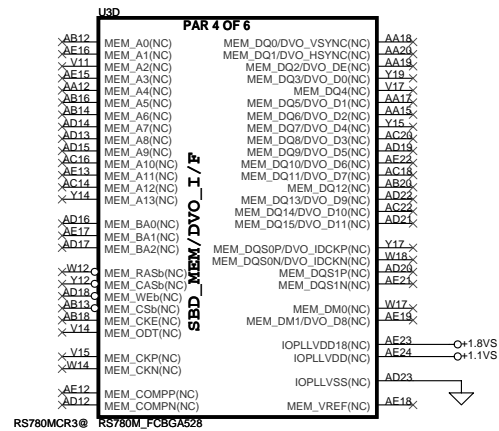 U3D
PAR 4 OF 6
AB12 MEM_A0(NC) MEM_DQ0/DVO_VSYNC(NC) AA18
AE16 MEM_A1(NC) MEM_DQ1/DVO_HSYNC(NC) AA20
V11 MEM_A2(NC) MEM_DQ2/DVO_DE(NC) AA19
AE15 MEM_A3(NC) MEM_DQ3/DVO_D0(NC) Y19
AA12 MEM_A4(NC) MEM_DQ4(NC) V17
AB16 MEM_A5(NC) MEM_DQ5/DVO_D1(NC) AA17
AB14 MEM_A6(NC) MEM_DQ6/DVO_D2(NC) AA15
AD14 MEM_A7(NC) MEM_DQ7/DVO_D4(NC) Y15
AD13 MEM_A8(NC) MEM_DQ8/DVO_D3(NC) AC20
AD15 MEM_A9(NC) MEM_DQ9/DVO_D5(NC) AD19
AC16 MEM_A10(NC) MEM_DQ10/DVO_D6(NC) AE22
AE13 MEM_A11(NC) MEM_DQ11/DVO_D7(NC) AC18
AC14 MEM_A12(NC) MEM_DQ12(NC) AB20
Y14 MEM_A13(NC) MEM_DQ13/DVO_D9(NC) AD22
MEM_DQ14/DVO_D10(NC) AC22
AD16 MEM_BA0(NC) MEM_DQ15/DVO_D11(NC) AD21
AE17 MEM_BA1(NC)
AD17 MEM_BA2(NC) MEM_DQS0P/DVO_IDCKP(NC) Y17
MEM_DQS0N/DVO_IDCKN(NC) W18
W12 MEM_RASb(NC) MEM_DQS1P(NC) AD20
Y12 MEM_CASb(NC) MEM_DQS1N(NC) AE21
AD18 MEM_WEb(NC)
AB13 MEM_CSb(NC) MEM_DM0(NC) W17
AB18 MEM_CKE(NC) MEM_DM1/DVO_D8(NC) AE19
V14 MEM_ODT(NC)
IOPLLVDD18(NC) AE23 +1.8VS
V15 MEM_CKP(NC) IOPLLVDD(NC) AE24 +1.1VS
W14 MEM_CKN(NC)
IOPLLVSS(NC) AD23
AE12 MEM_COMPP(NC)
AD12 MEM_COMPN(NC) MEM_VREF(NC) AE18
SBD_MEM/DVO_I/F
RS780MCR3@ RS780M_FCBGA528